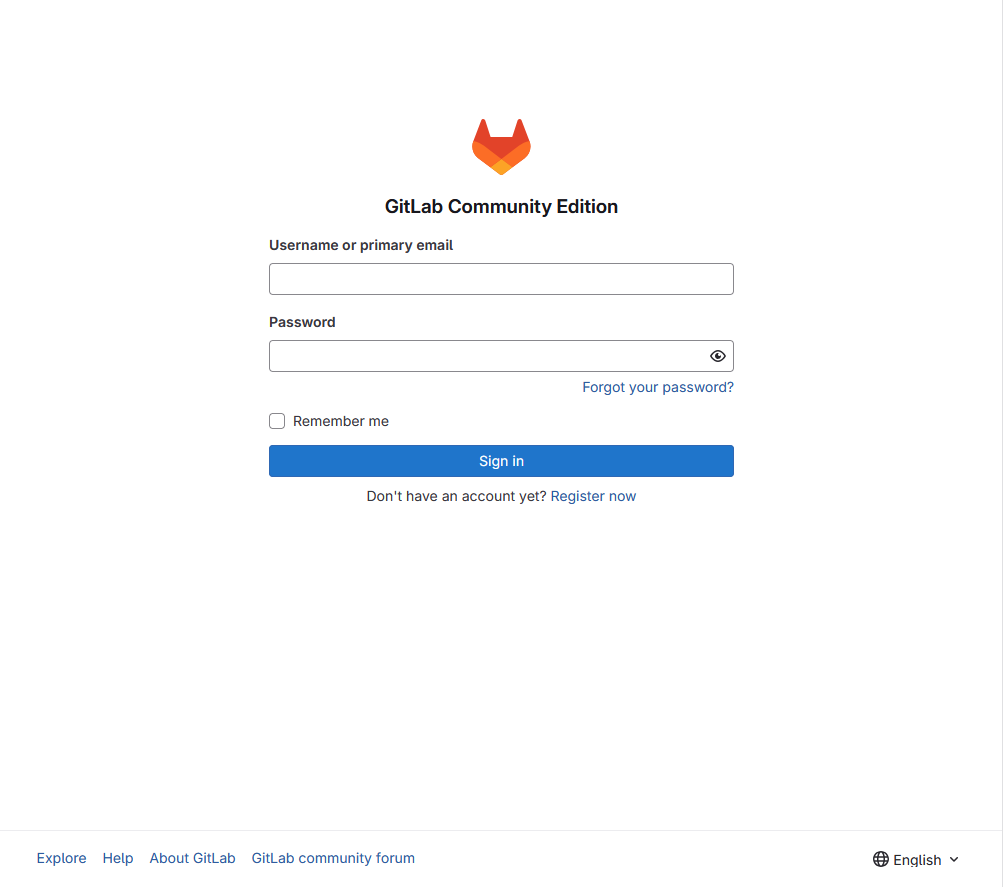 GitLab Community Edition
Username or primary email
Password
Forgot your password?
Remember me
Sign in
Don't have an account yet? Register now
Explore Help About GitLab GitLab community forum English